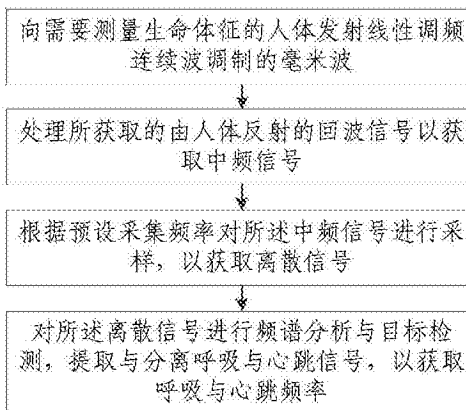 向需要测量生命体征的人体发射线性调频
连续波调制的毫米波
处理所获取的由人体反射的回波信号以获
取中频信号
根据预设采集频率对所述中频信号进行采
样，以获取离散信号
对所述离散信号进行频谱分析与目标检
测，提取与分离呼吸与心跳信号，以获取
呼吸与心跳频率